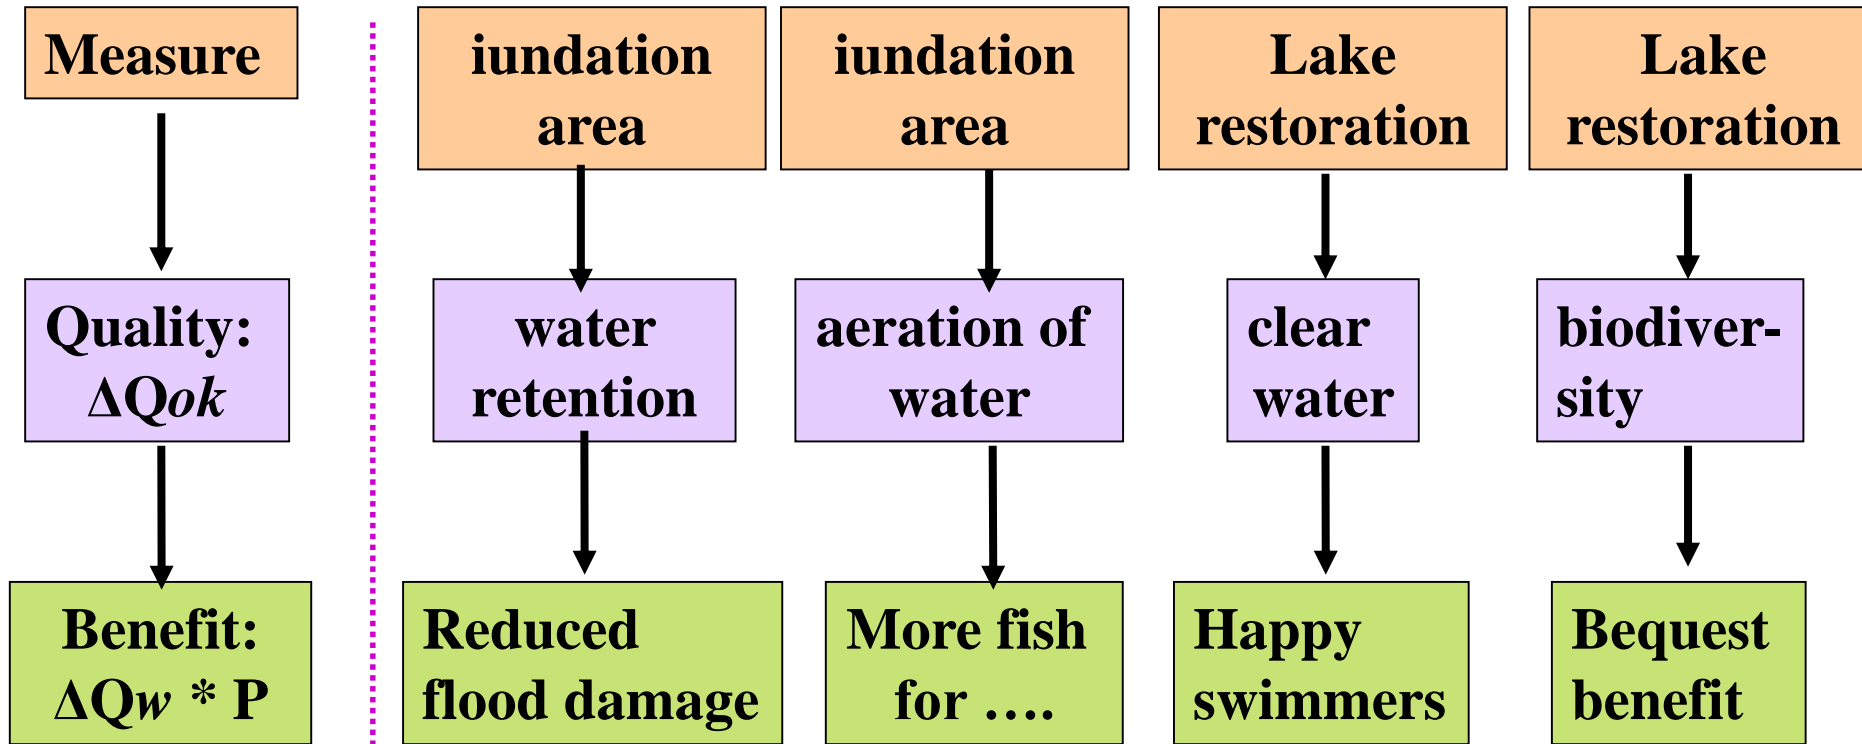 Measure
iundation
area
iundation
area
Lake
restoration
Lake
restoration
Quality:
ΔQok
water
retention
aeration of
water
clear
water
biodiver-
sity
Benefit:
ΔQw * P
Reduced
flood damage
More fish
for ....
Happy
swimmers
Bequest
benefit